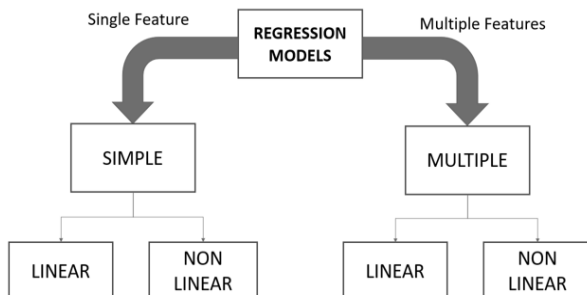 Single Feature
REGRESSION
MODELS
Multiple Features
SIMPLE
MULTIPLE
LINEAR
NON
LINEAR
LINEAR
NON
LINEAR